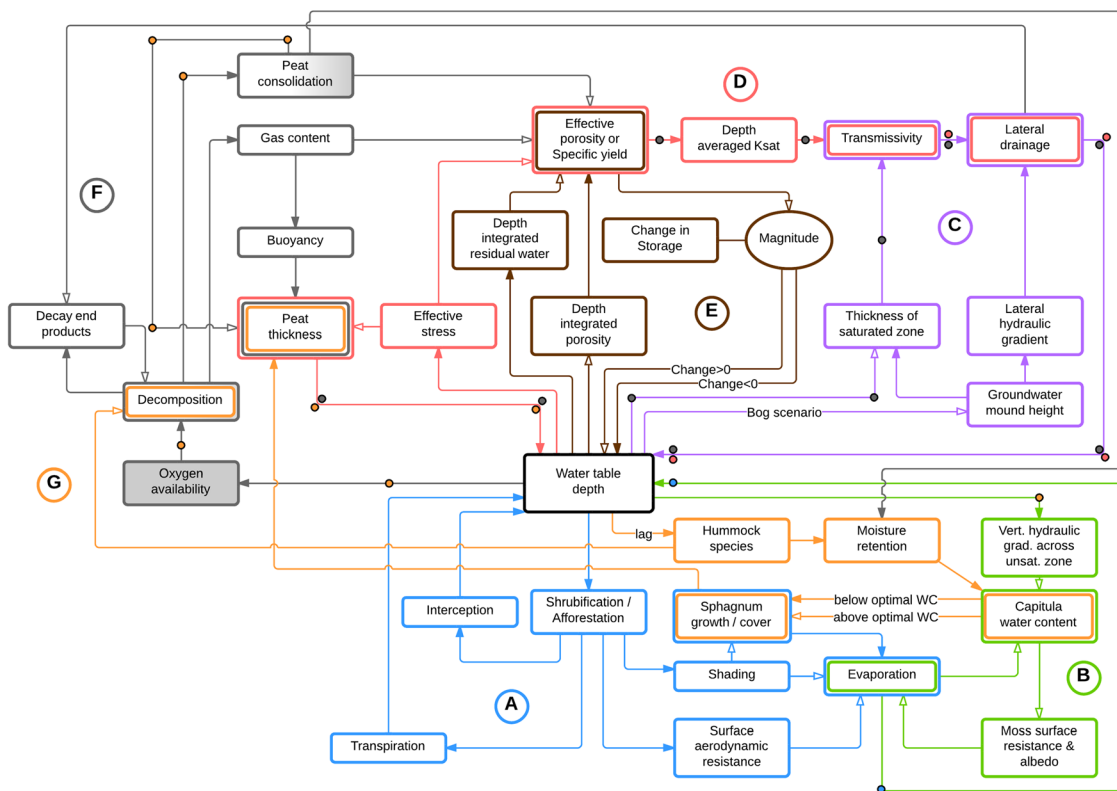 Peat
consolidation
D
Effective
porosity or
Specific yield
Depth
averaged Ksat
Transmissivity
Lateral
drainage
Gas content
F
Depth
integrated
residual water
Change in
Storage
Magnitude
C
Buoyancy
Decay end
products
Peat
thickness
Effective
stress
Depth
integrated
porosity
E
Thickness of
saturated zone
Lateral
hydraulic
gradient
Change>0
Change<0
Decomposition
Bog scenario
Groundwater
mound height
G
Oxygen
availability
Water table
depth
lag
Hummock
species
Moisture
retention
Vert. hydraulic
grad. across
unsat. zone
Interception
Shrubification /
Afforestation
Sphagnum
growth / cover
below optimal WC
above optimal WC
Capitula
water content
Shading
Evaporation
B
A
Transpiration
Surface
aerodynamic
resistance
Moss surface
resistance &
albedo